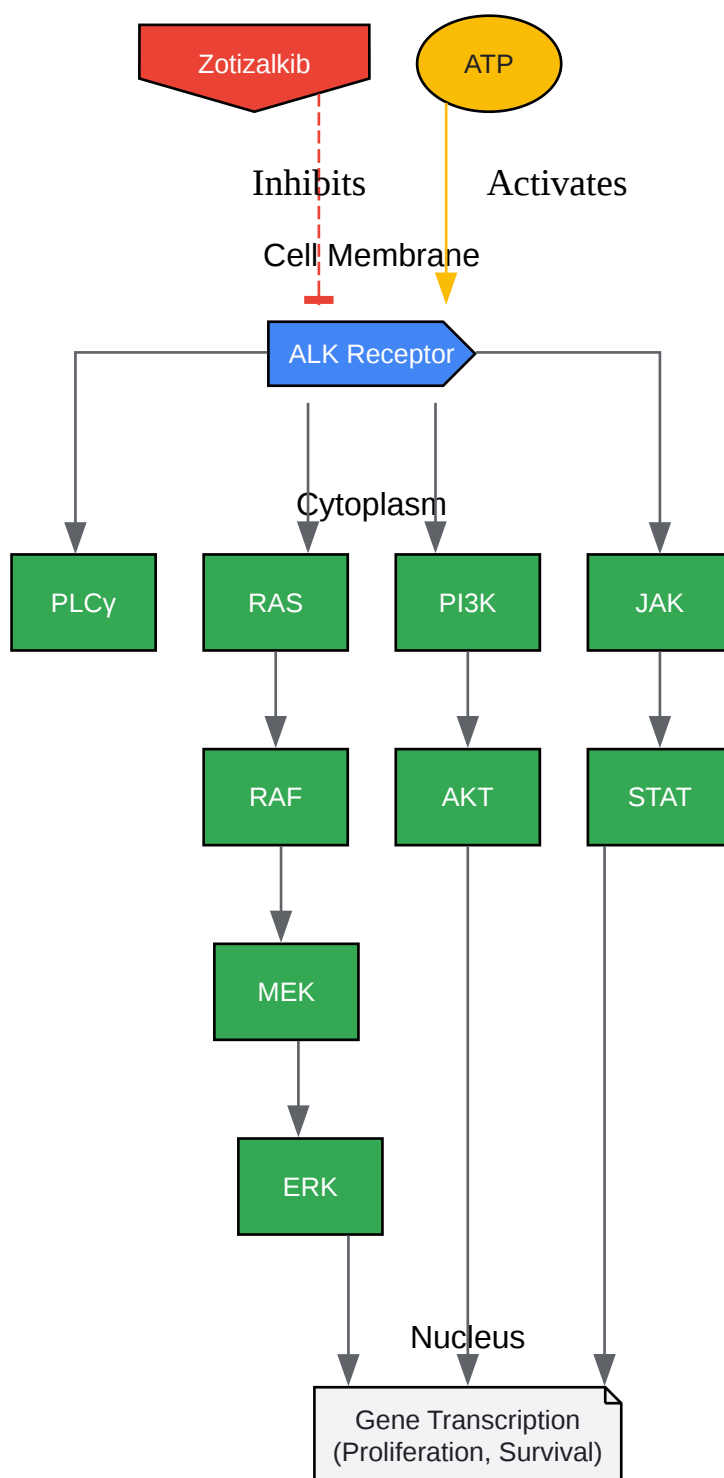 Zotizalkib
ATP
Inhibits
Activates
Cell Membrane
ALK Receptor
Cytoplasm
PLCγ
RAS
PI3K
JAK
RAF
AKT
STAT
MEK
ERK
Nucleus
Gene Transcription
(Proliferation, Survival)